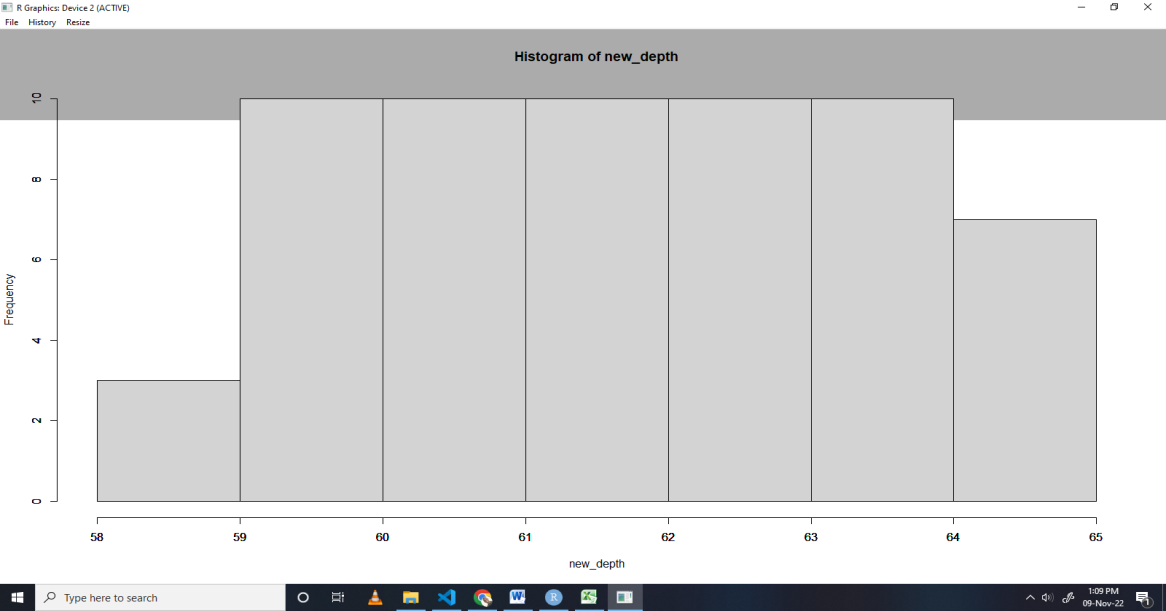 R Graphics: Device 2 (ACTIVE)
File History Resize
Histogram of new_depth
10
8
6
4
2
0
Frequency
58 59 60 61 62 63 64 65
new_depth
Type here to search
1:09 PM
09-Nov-22
1